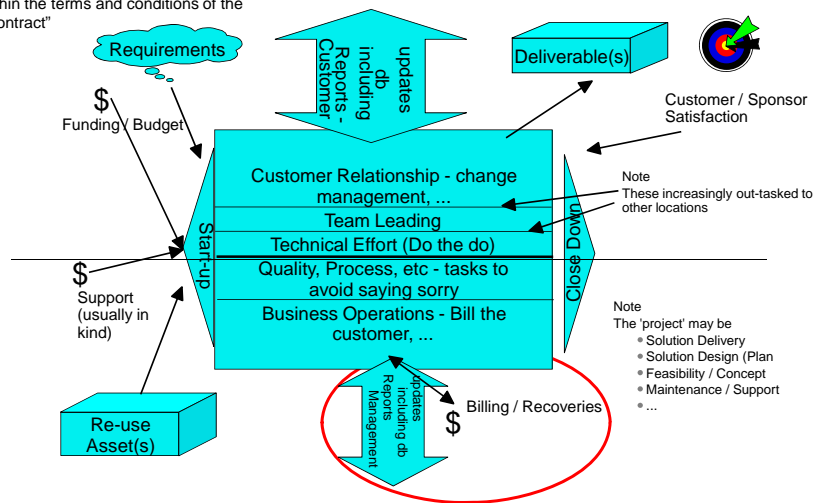 hin the terms and conditions of the
ontract”
Requirements
$
Funding / Budget
updates
db
including
Reports -
Customer
Deliverable(s)
Customer / Sponsor
Satisfaction
Customer Relationship - change
management, ...
Team Leading
Technical Effort (Do the do)
Quality, Process, etc - tasks to
avoid saying sorry
Business Operations - Bill the
customer, ...
Start-up
Close Down
Note
These increasingly out-tasked to
other locations
$
Support
(usually in
kind)
Note
The 'project' may be
Solution Delivery
Solution Design (Plan
Feasibility / Concept
Maintenance / Support
...
Re-use
Asset(s)
updates
including db
Reports
Management
$
Billing / Recoveries